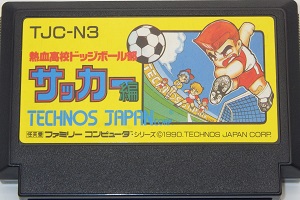 TJC-N3
熱血高校ドッジボール部
サッカー編
TECHNOS JAPAN
ファミリー コンピュータ シリーズ ©1990. TECHNOS JAPAN CORP.